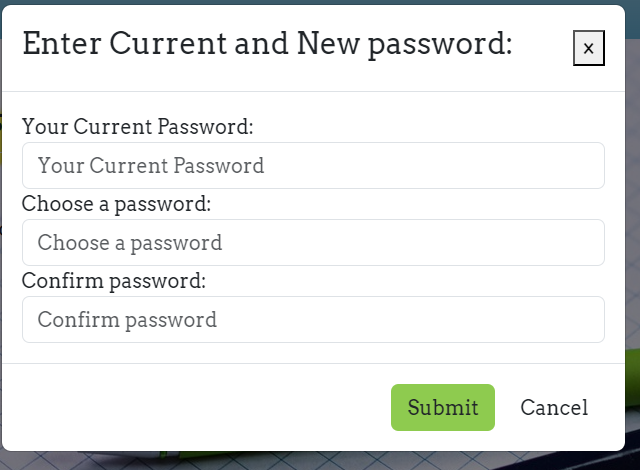 Enter Current and New password:
x
Your Current Password:
Your Current Password
Choose a password:
Choose a password
Confirm password:
Confirm password
Submit Cancel